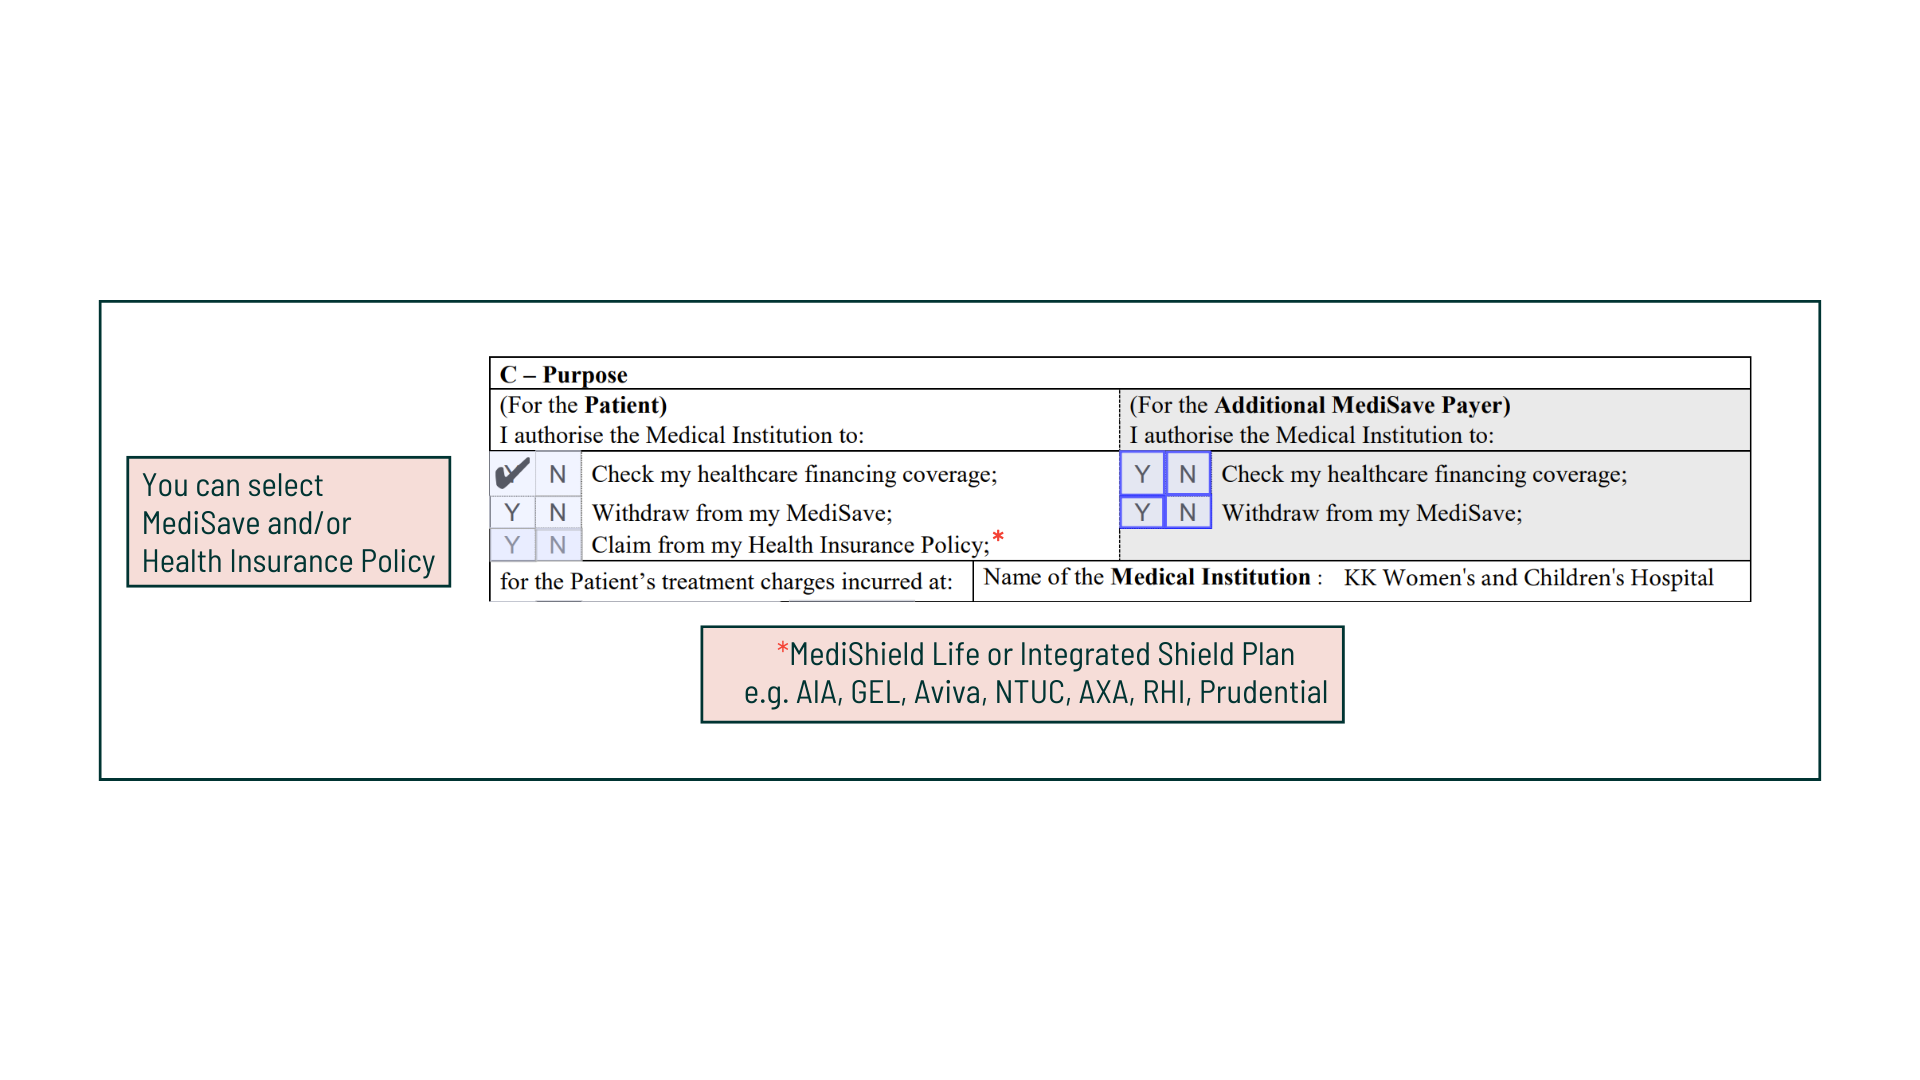 C – Purpose
(For the Patient)
I authorise the Medical Institution to:
(For the Additional MediSave Payer)
I authorise the Medical Institution to:
You can select
MediSave and/or
Health Insurance Policy
✔ N Check my healthcare financing coverage;
Y N Withdraw from my MediSave;
Y N Claim from my Health Insurance Policy;*
Y N Check my healthcare financing coverage;
Y N Withdraw from my MediSave;
for the Patient’s treatment charges incurred at:
Name of the Medical Institution : KK Women's and Children's Hospital
*MediShield Life or Integrated Shield Plan
e.g. AIA, GEL, Aviva, NTUC, AXA, RHI, Prudential